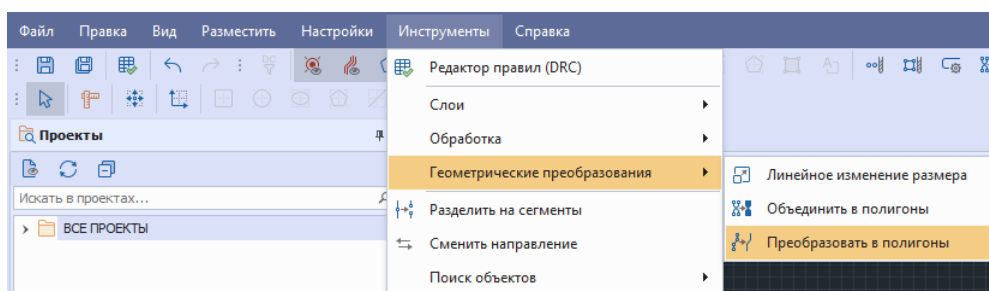 Файл Правка Вид Разместить Настройки Инструменты Справка
Редактор правил (DRC)
Слои
Обработка
Геометрические преобразования
Разделить на сегменты
Сменить направление
Поиск объектов
Линейное изменение размера
Объединить в полигоны
Преобразовать в полигоны
Проекты
Искать в проектах...
ВСЕ ПРОЕКТЫ